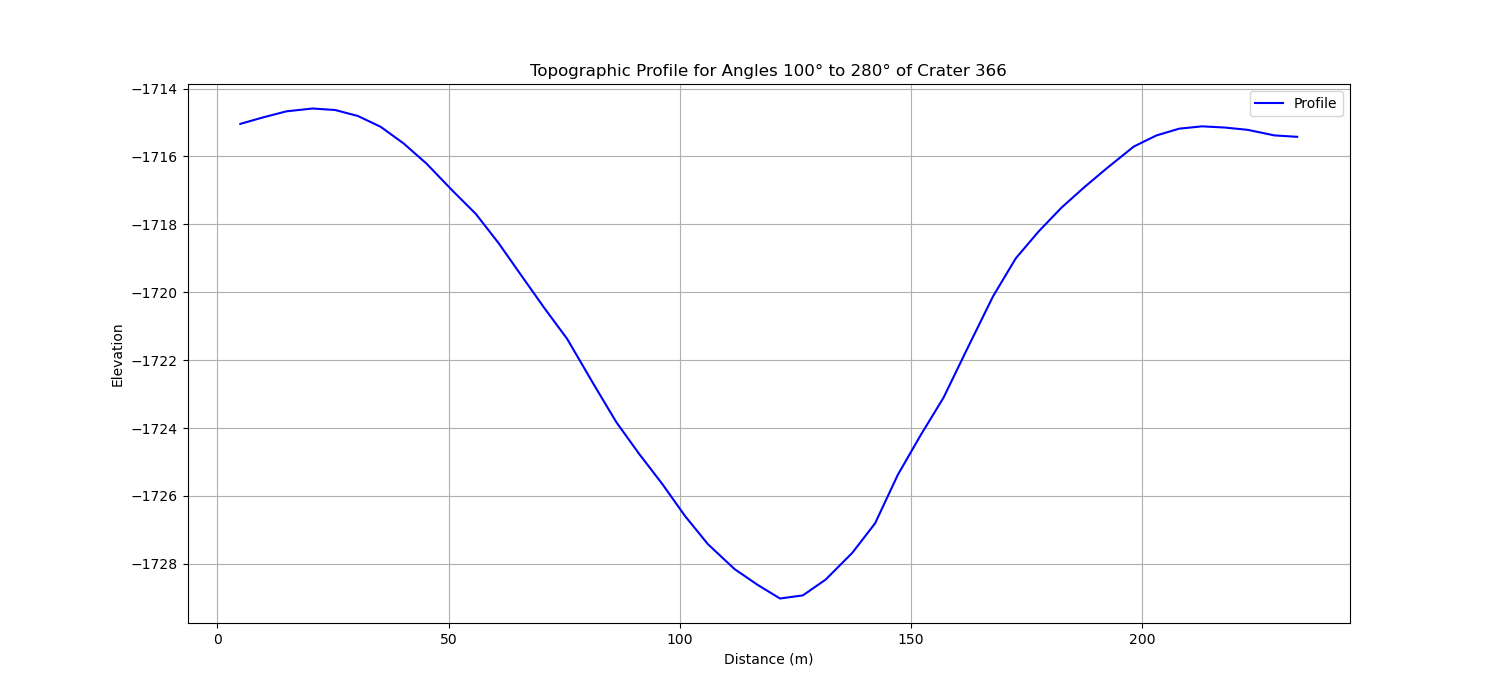 Topographic Profile for Angles 100° to 280° of Crater 366
Profile
−1714
−1716
−1718
−1720
−1722
−1724
−1726
−1728
Elevation
0 50 100 150 200
Distance (m)